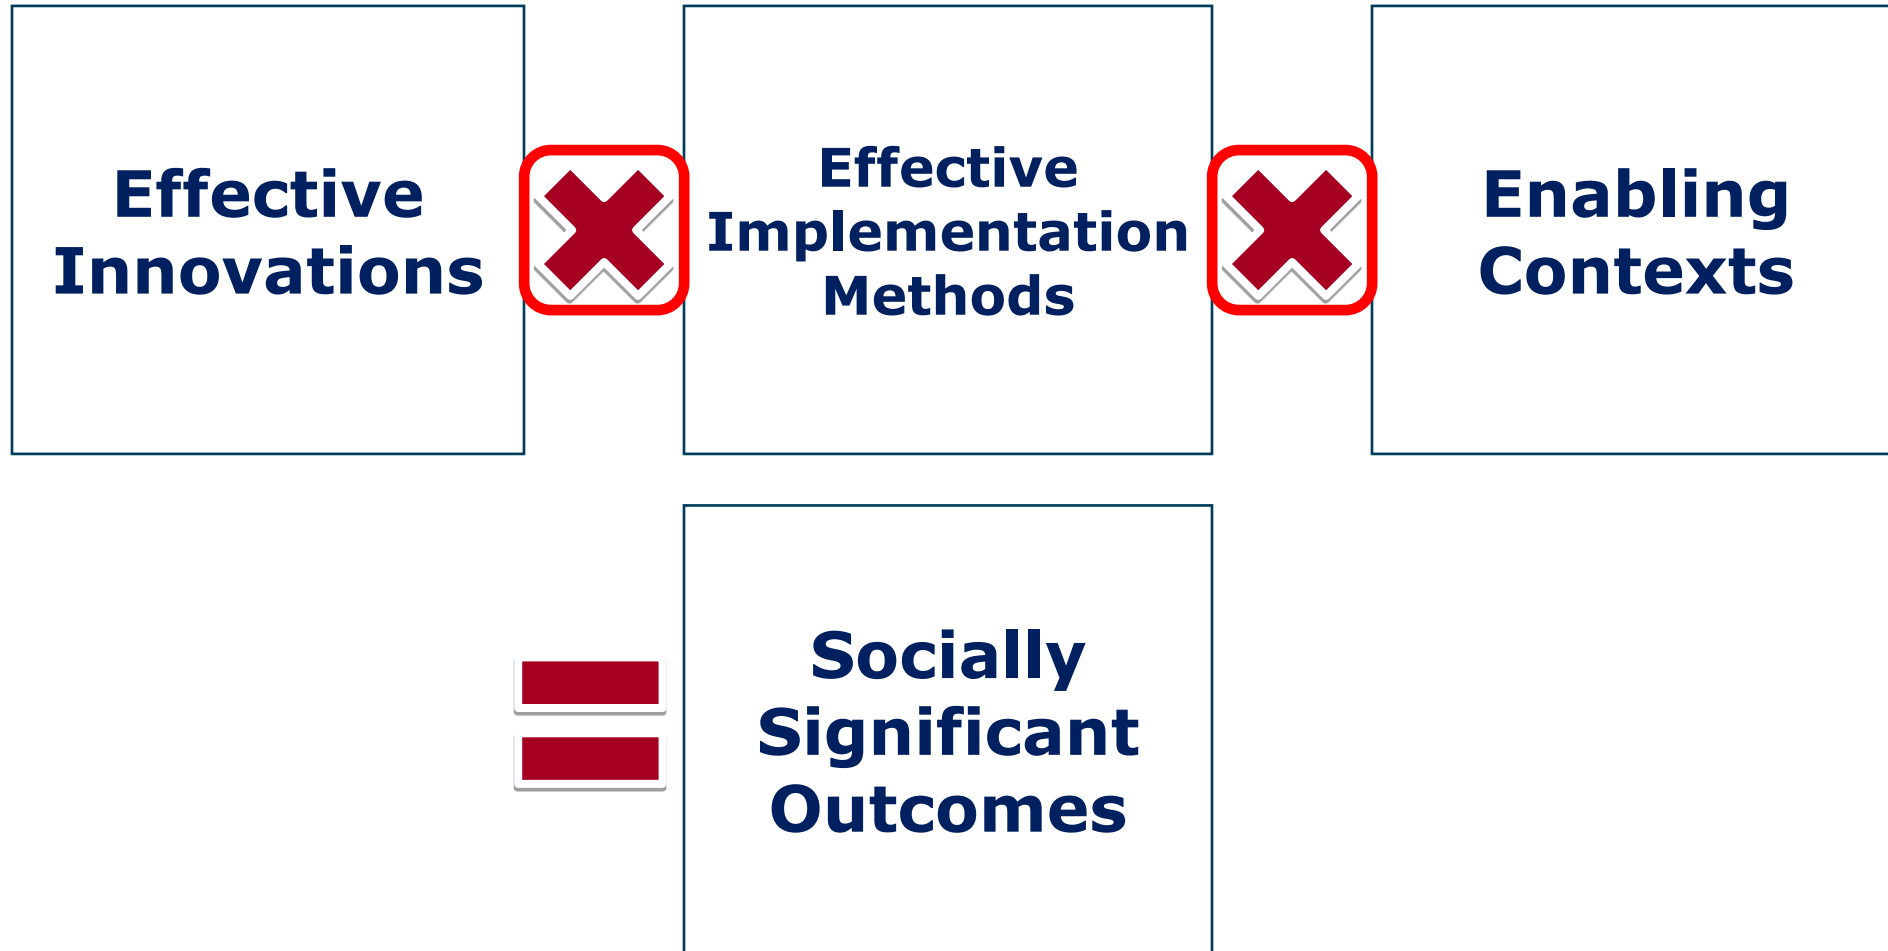 Effective
Innovations
Effective
Implementation
Methods
Enabling
Contexts
Socially
Significant
Outcomes